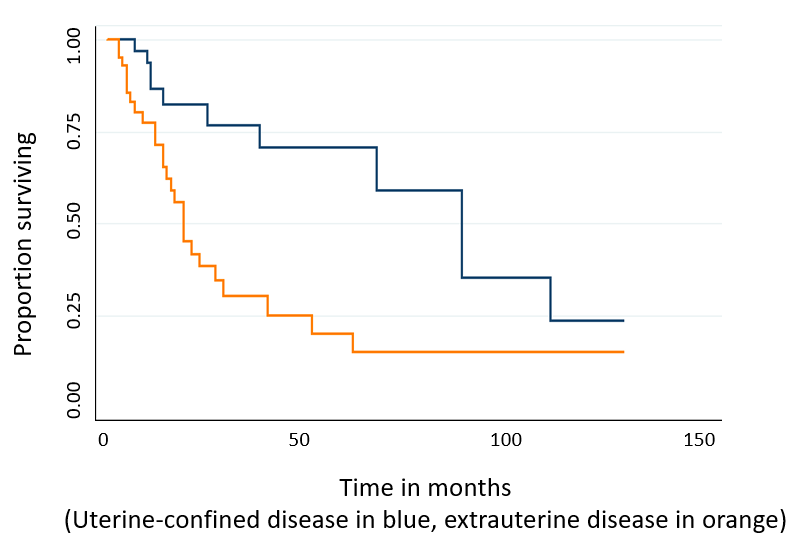 1.00
0.75
0.50
0.25
0.00
Proportion surviving
0 50 100 150
Time in months
(Uterine-confined disease in blue, extrauterine disease in orange)